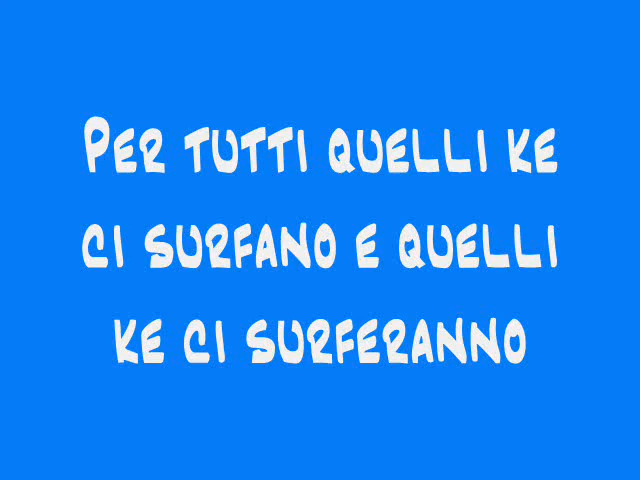 Per tutti quelli ke
ci surfano e quelli
ke ci surferanno